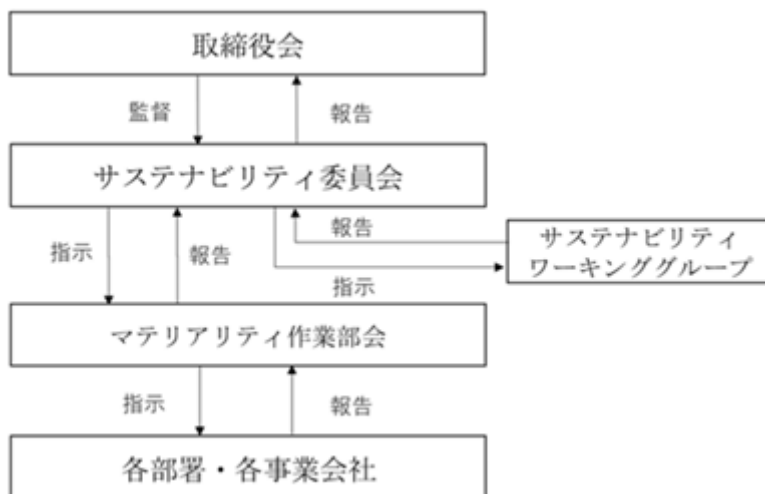 取締役会
監督
報告
サステナビリティ委員会
報告
サステナビリティ
ワーキンググループ
指示
報告
指示
マテリアリティ作業部会
指示
報告
各部署・各事業会社